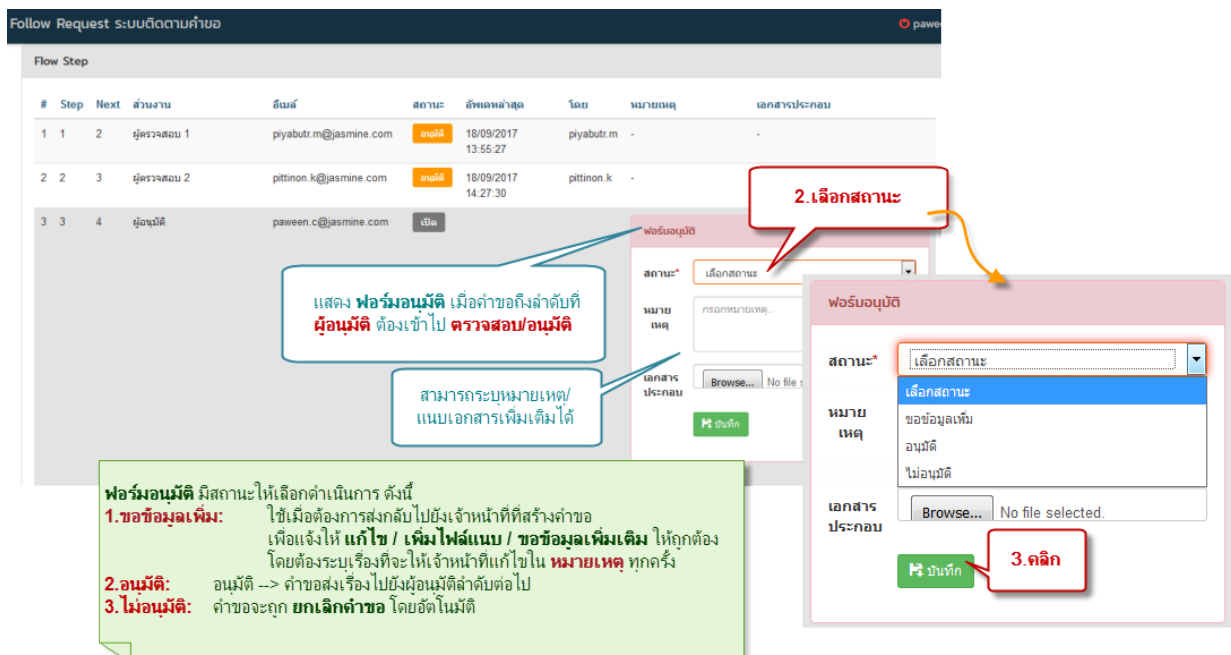 Follow Request ระบบติดตามคำขอ
Flow Step
# Step Next ส่วนงาน อีเมล์ สถานะ อัพเดทล่าสุด โดย หมายเหตุ เอกสารประกอบ
1 1 2 ผู้ตรวจสอบ 1 piyabutr.m@jasmine.com อนุมัติ 18/09/2017 piyabutr.m - -
13:55:27
2 2 3 ผู้ตรวจสอบ 2 pittinon.k@jasmine.com อนุมัติ 18/09/2017 pittinon.k -
14:27:30
3 3 4 ผู้อนุมัติ paween.c@jasmine.com เปิด
2.เลือกสถานะ
ฟอร์มอนุมัติ
สถานะ* เลือกสถานะ
หมาย กรอกหมายเหตุ..
เหตุ
เอกสาร Browse... No file
ประกอบ
บันทึก
แสดง ฟอร์มอนุมัติ เมื่อคำขอถึงลำดับที่
ผู้อนุมัติ ต้องเข้าไป ตรวจสอบ/อนุมัติ
สามารถระบุหมายเหตุ/
แนบเอกสารเพิ่มเติมได้
ฟอร์มอนุมัติ
สถานะ* เลือกสถานะ
เลือกสถานะ
ขอข้อมูลเพิ่ม
อนุมัติ
ไม่อนุมัติ
หมาย
เหตุ
เอกสาร
ประกอบ
Browse... No file selected.
บันทึก
3.คลิก
ฟอร์มอนุมัติ มีสถานะให้เลือกดำเนินการ ดังนี้
1.ขอข้อมูลเพิ่ม: ใช้เมื่อต้องการส่งกลับไปยังเจ้าหน้าที่ที่สร้างคำขอ
เพื่อแจ้งให้ แก้ไข / เพิ่มไฟล์แนบ / ขอข้อมูลเพิ่มเติม ให้ถูกต้อง
โดยต้องระบุเรื่องที่จะให้เจ้าหน้าที่แก้ไขใน หมายเหตุ ทุกครั้ง
2.อนุมัติ: อนุมัติ --> คำขอส่งเรื่องไปยังผู้อนุมัติลำดับต่อไป
3.ไม่อนุมัติ: คำขอจะถูก ยกเลิกคำขอ โดยอัตโนมัติ